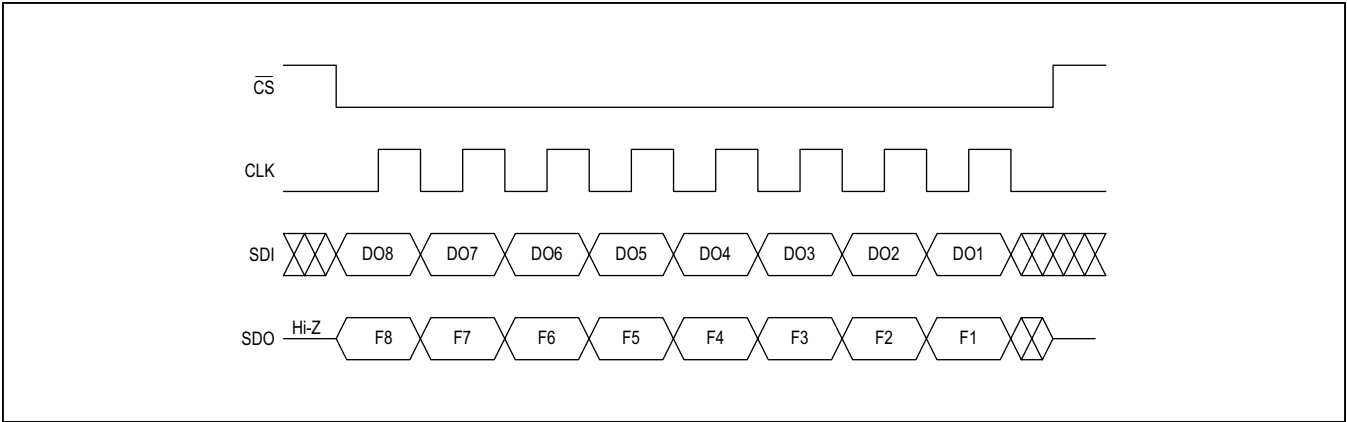 C̅S̅
CLK
SDI DO8 DO7 DO6 DO5 DO4 DO3 DO2 DO1
SDO Hi-Z F8 F7 F6 F5 F4 F3 F2 F1